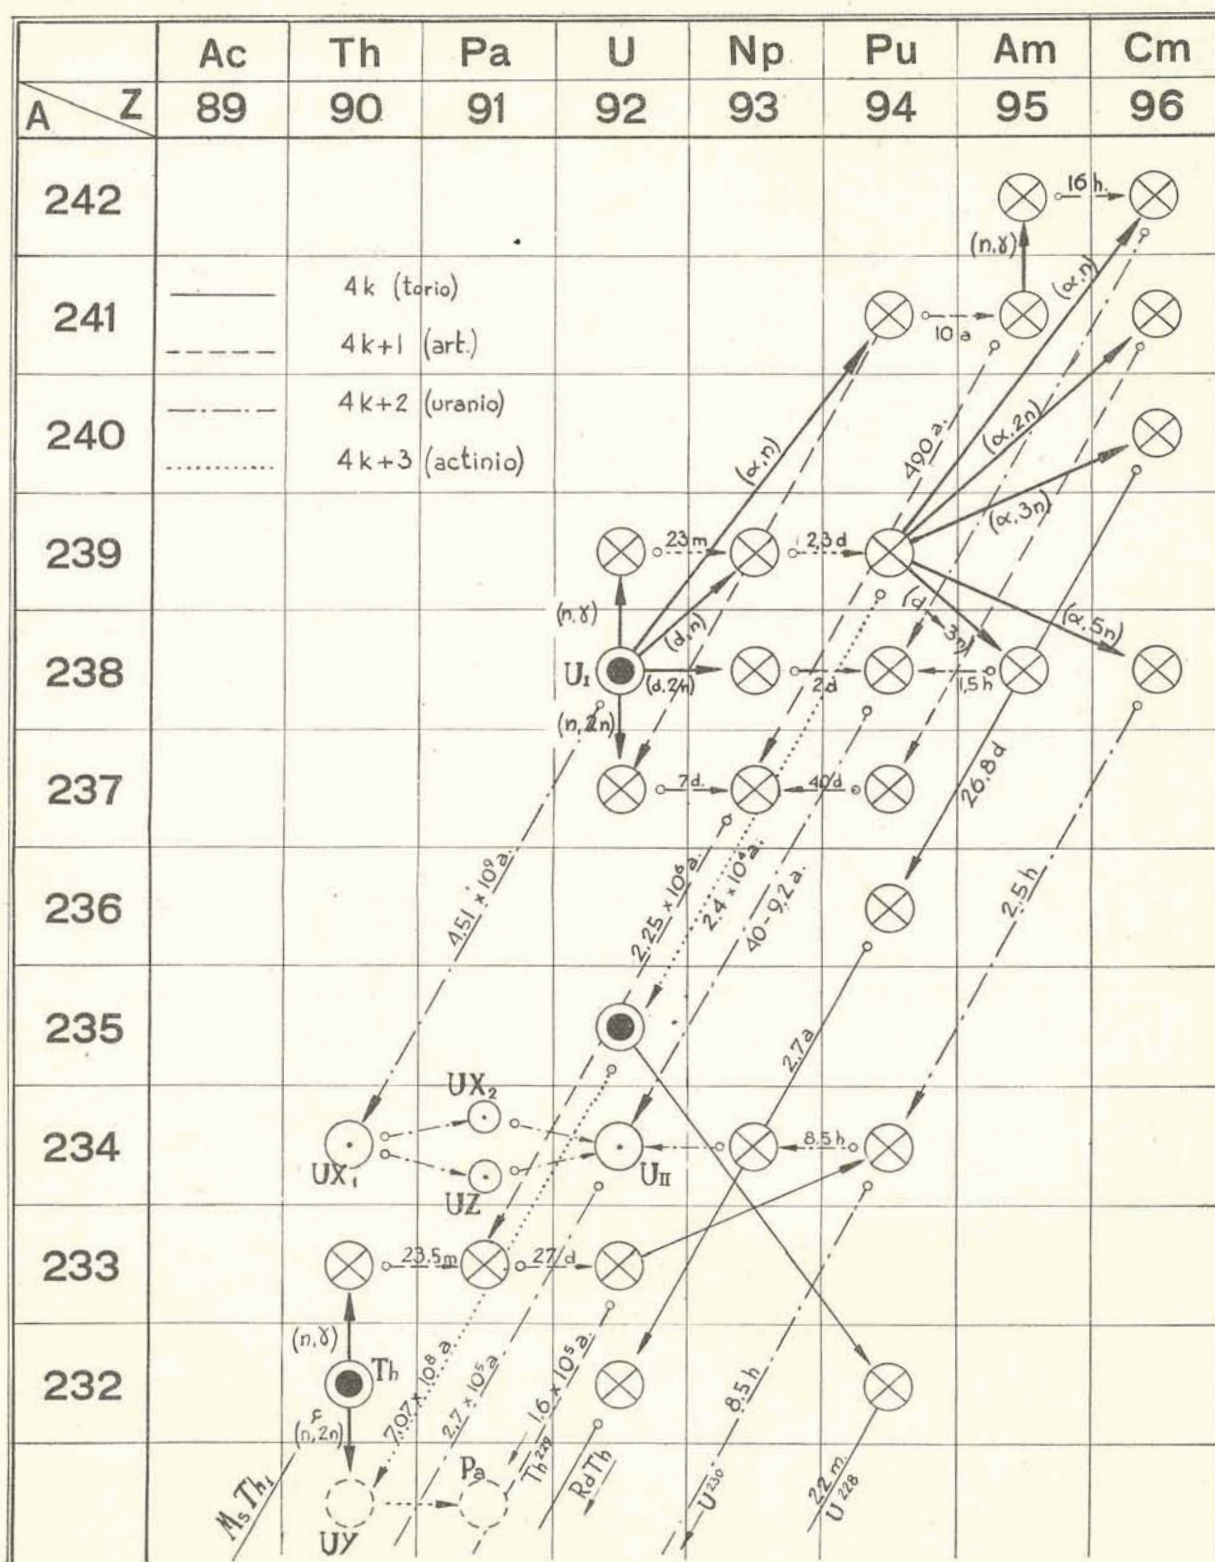 Ac Th Pa U Np Pu Am Cm
A Z 89 90 91 92 93 94 95 96
242
16 h.
(n,γ)
(α,n)
4k (torio)
241
10 a
4k+1 (art.)
4k+2 (uranio)
240
(α,2n)
490 a.
(α,n)
4k+3 (actinio)
(α,3n)
239
23 m
2,3 d
(n,γ)
(d,n)
(d,3n)
(α,5n)
238
U I
(d,2n)
2 d
1,5 h
(n,2n)
26.8 d
237
7 d.
40 d
4.51 × 10⁹ a.
2.25 × 10⁶ a.
2.4 × 10⁴ a.
40-9.2 a.
2.5 h
236
235
2.7 a
UX₂
234
8.5 h
UX₁
UZ
U II
233
23.5 m
27 d
(n,γ)
Th
232
7.07 × 10⁸ a
2.7 × 10⁵ a
1.6 × 10⁵ a.
8.5 h
(n,2n)
Pa
Th²²⁹
RdTh
U²³⁰
22 m.
U 228
MsTh₁
UY